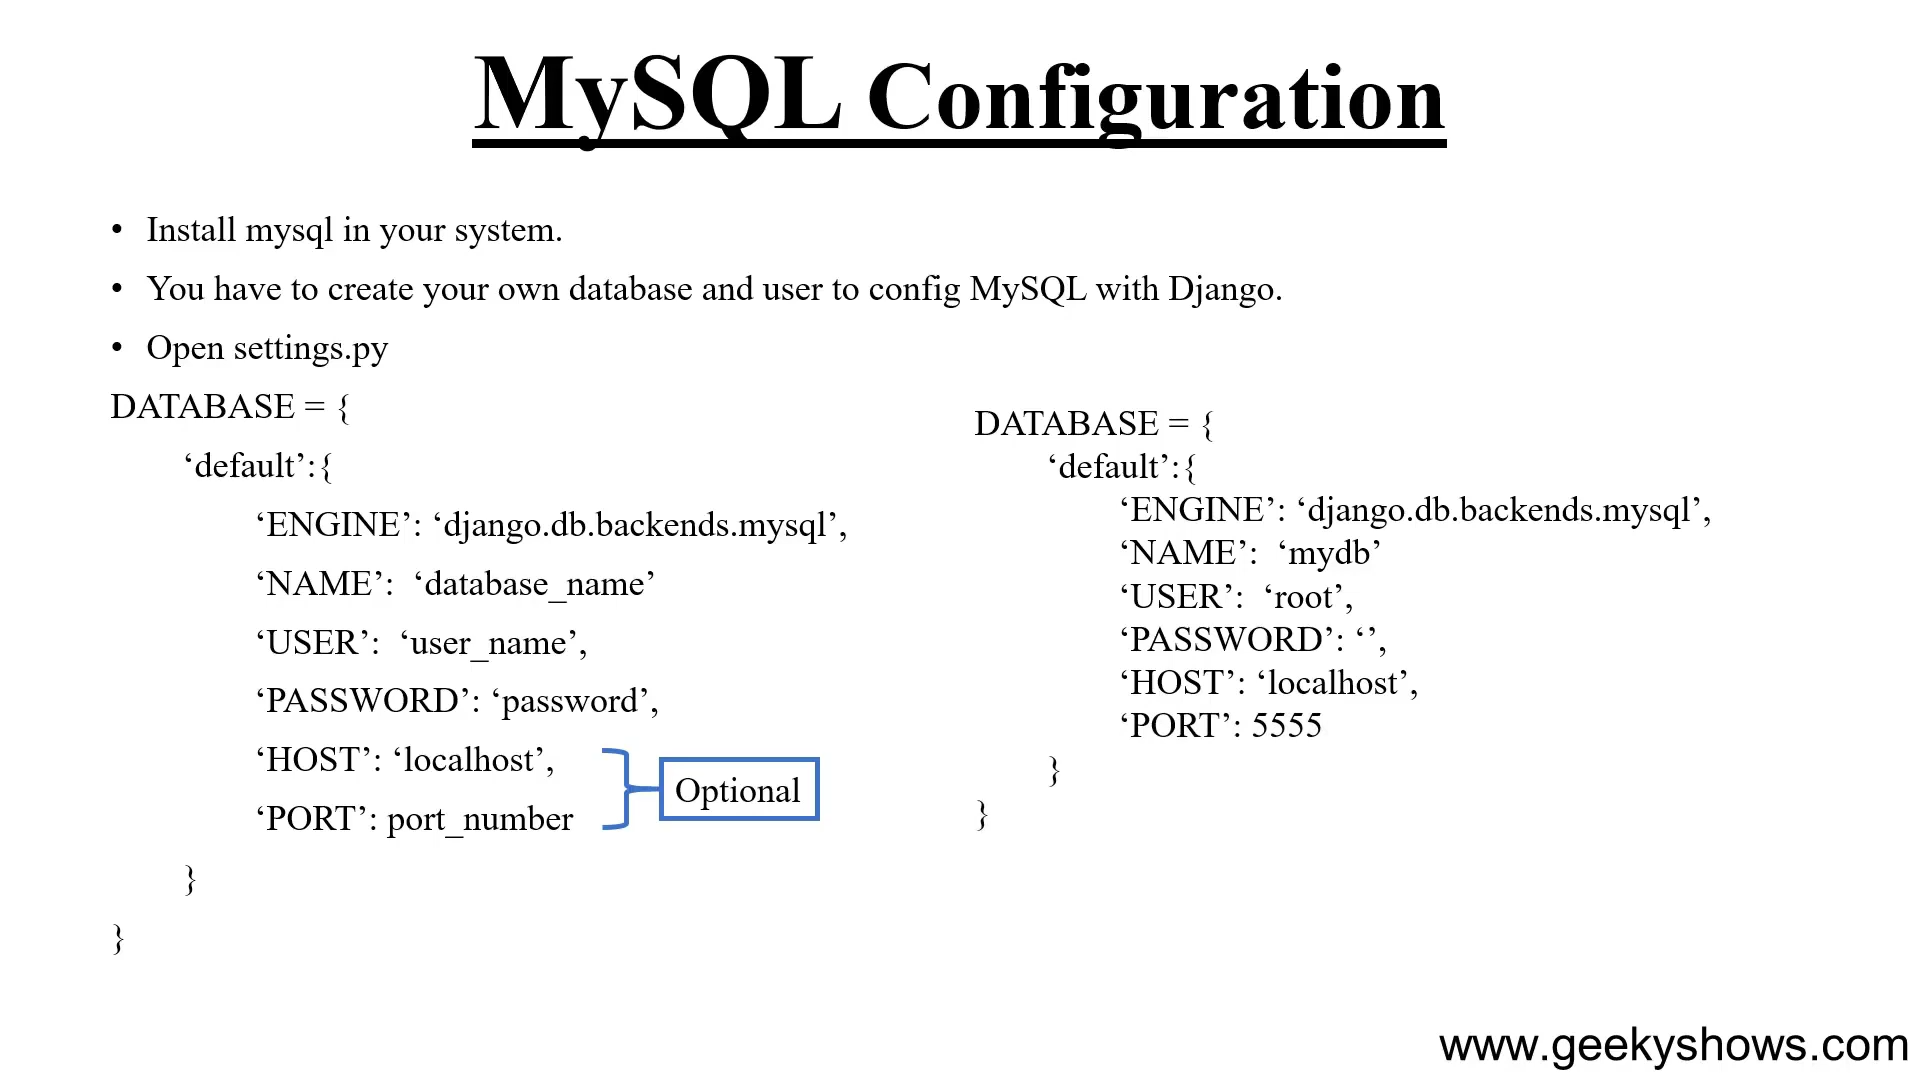 MySQL Configuration
• Install mysql in your system.
• You have to create your own database and user to config MySQL with Django.
• Open settings.py
DATABASE = {
‘default’:{
‘ENGINE’: ‘django.db.backends.mysql’,
‘NAME’: ‘database_name’
‘USER’: ‘user_name’,
‘PASSWORD’: ‘password’,
‘HOST’: ‘localhost’,
‘PORT’: port_number
}
}
Optional
DATABASE = {
‘default’:{
‘ENGINE’: ‘django.db.backends.mysql’,
‘NAME’: ‘mydb’
‘USER’: ‘root’,
‘PASSWORD’: ‘’,
‘HOST’: ‘localhost’,
‘PORT’: 5555
}
}
www.geekyshows.com